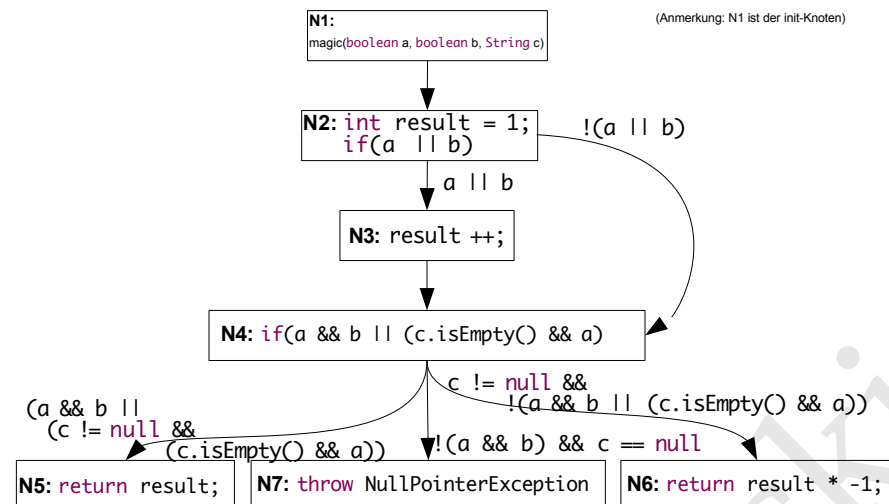 N1:
magic(boolean a, boolean b, String c)
(Anmerkung: N1 ist der init-Knoten)
N2: int result = 1;
if(a || b)
!(a || b)
a || b
N3: result ++;
N4: if(a && b || (c.isEmpty() && a)
(a && b ||
(c != null &&
(c.isEmpty() && a))
!(a && b) && c == null
c != null &&
!(a && b || (c.isEmpty() && a))
N5: return result;
N7: throw NullPointerException
N6: return result * -1;